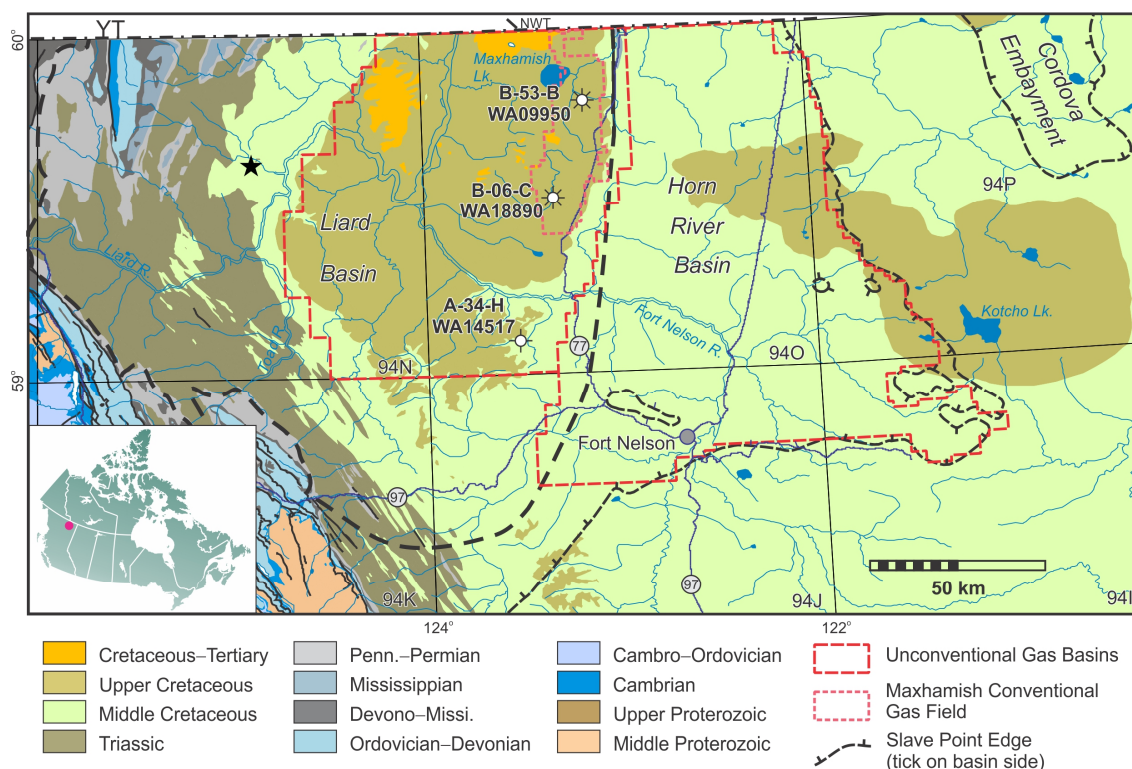 60°
YT
NWT
Maxhamish
Lk.
B-53-B
WA09950
Cordova
Embayment
94P
B-06-C
WA18890
Horn
River
Basin
Liard
Basin
Liard R.
Toad R.
A-34-H
WA14517
Fort Nelson R.
Kotcho Lk.
77
94N
94O
59°
Fort Nelson
97
97
50 km
94K
94J
94I
124°
122°
Cretaceous–Tertiary
Upper Cretaceous
Middle Cretaceous
Triassic
Penn.–Permian
Mississippian
Devono–Missi.
Ordovician–Devonian
Cambro–Ordovician
Cambrian
Upper Proterozoic
Middle Proterozoic
Unconventional Gas Basins
Maxhamish Conventional
Gas Field
Slave Point Edge
(tick on basin side)